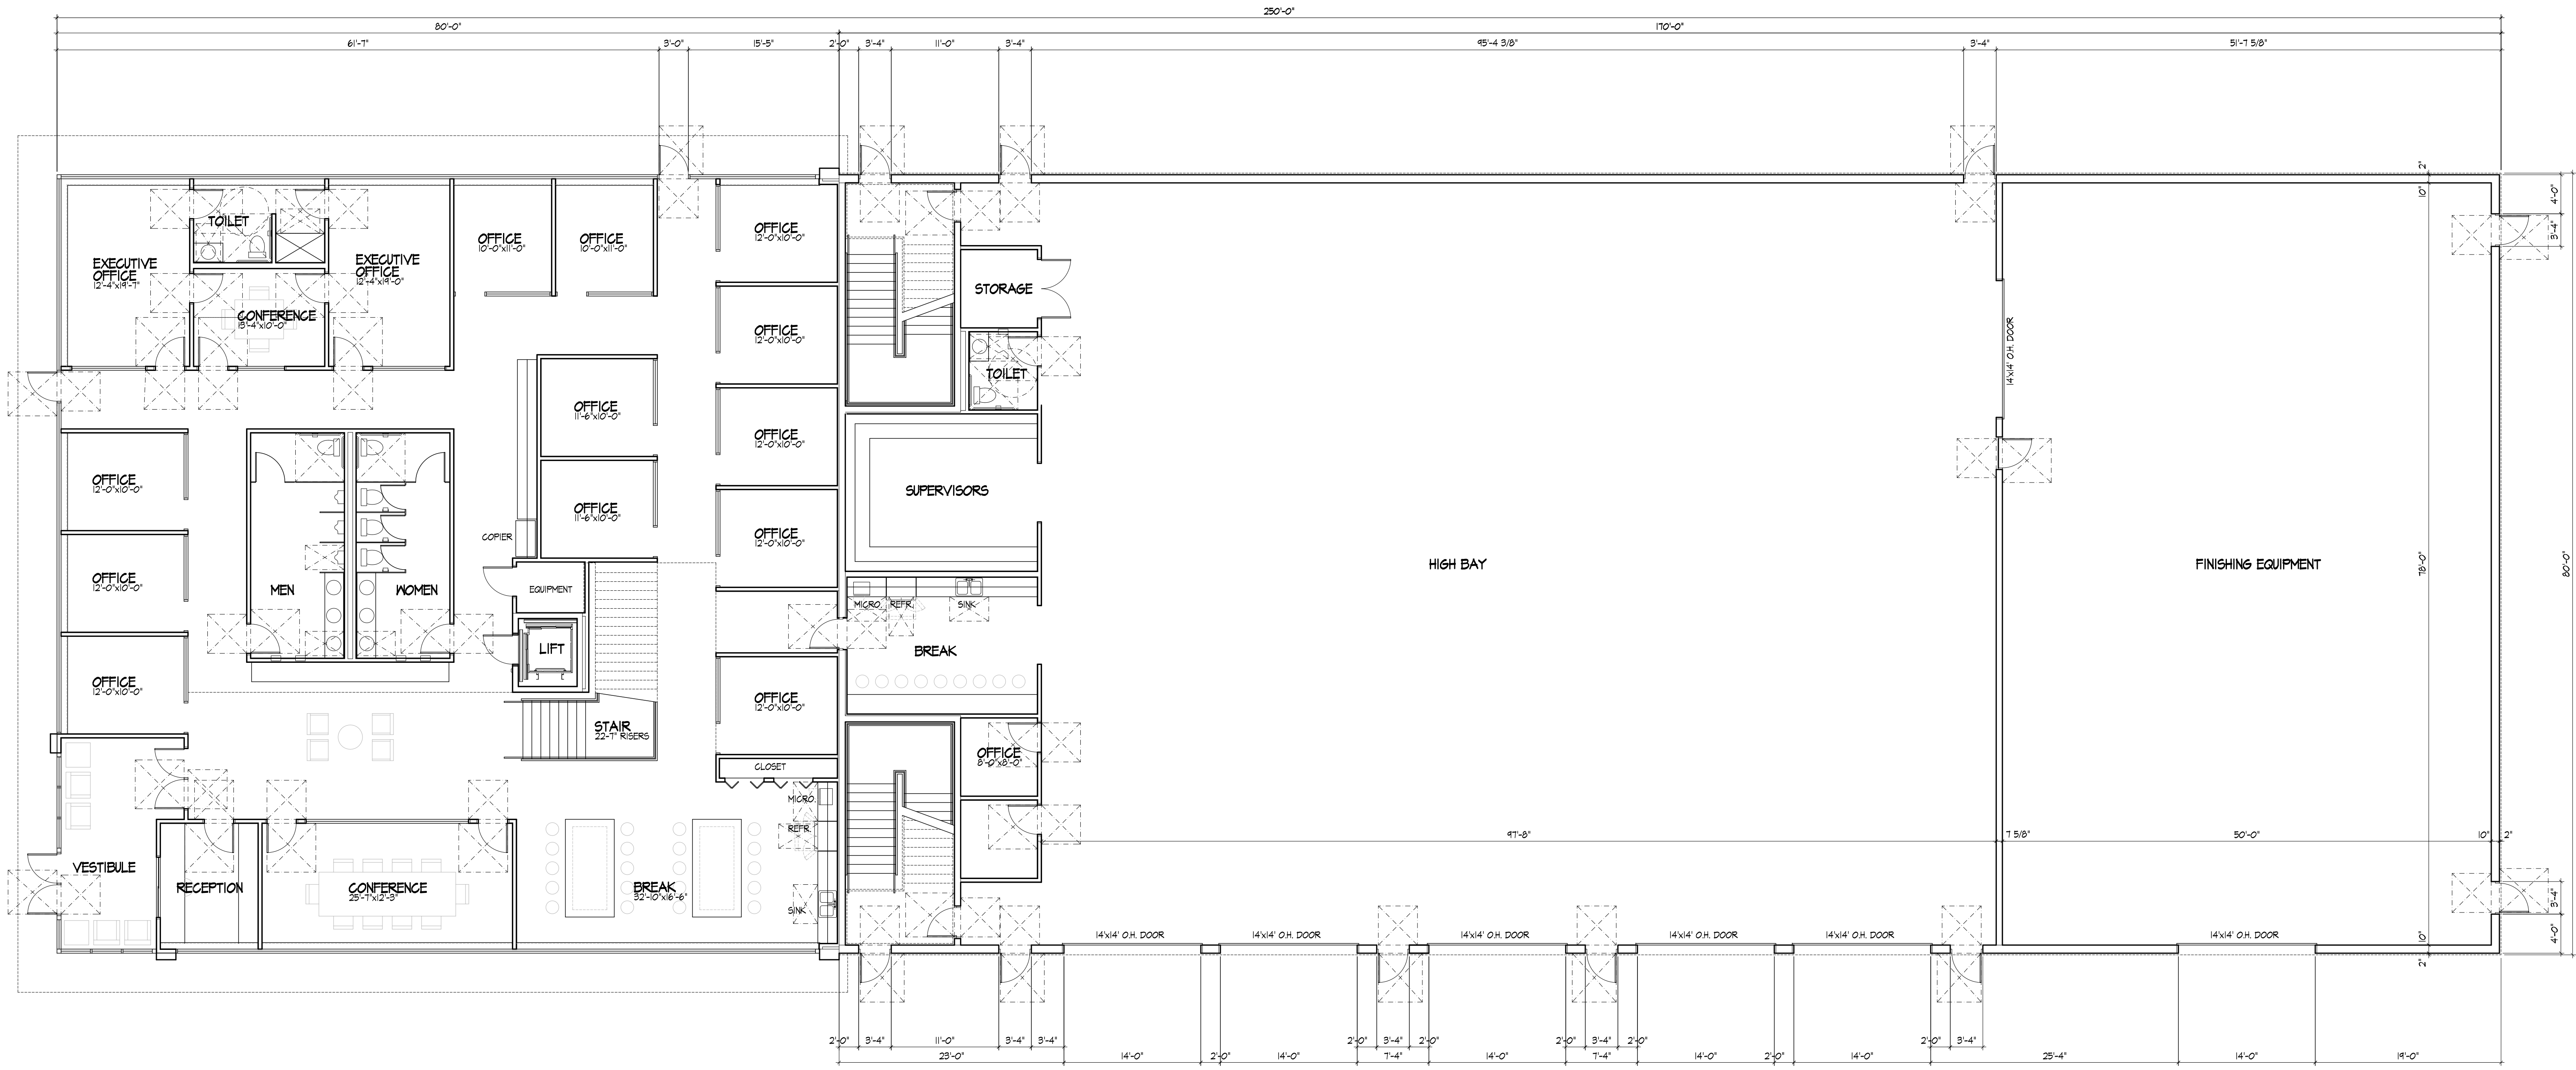 250'-0"
80'-0"
170'-0"
61'-7"
3'-0"
15'-5"
2'-0"
3'-4"
11'-0"
3'-4"
95'-4 3/8"
3'-4"
51'-7 5/8"
2"
10"
4'-0"
3'-4"
TOILET
EXECUTIVE
OFFICE
12'-4"x19'-7"
EXECUTIVE
OFFICE
12'-4"x19'-0"
CONFERENCE
13'-4"x10'-0"
OFFICE
10'-0"x11'-0"
OFFICE
10'-0"x11'-0"
OFFICE
12'-0"x10'-0"
OFFICE
12'-0"x10'-0"
OFFICE
12'-0"x10'-0"
OFFICE
12'-0"x10'-0"
OFFICE
12'-0"x10'-0"
OFFICE
11'-6"x10'-0"
OFFICE
11'-6"x10'-0"
OFFICE
12'-0"x10'-0"
OFFICE
12'-0"x10'-0"
OFFICE
12'-0"x10'-0"
COPIER
EQUIPMENT
LIFT
MEN
WOMEN
STAIR
22-7" RISERS
CLOSET
MICRO.
REFR.
SINK
BREAK
32'-10"x16'-6"
VESTIBULE
RECEPTION
CONFERENCE
25'-7"x12'-3"
STORAGE
TOILET
SUPERVISORS
MICRO.
REFR.
SINK
BREAK
OFFICE
8'-0"x8'-0"
HIGH BAY
14'x14' O.H. DOOR
FINISHING EQUIPMENT
78'-0"
80'-0"
97'-8"
7 5/8"
50'-0"
10"
2"
3'-4"
4'-0"
10"
2"
14'x14' O.H. DOOR
14'x14' O.H. DOOR
14'x14' O.H. DOOR
14'x14' O.H. DOOR
14'x14' O.H. DOOR
14'x14' O.H. DOOR
2'-0"
3'-4"
11'-0"
3'-4"
3'-4"
2'-0"
3'-4"
2'-0"
2'-0"
3'-4"
2'-0"
2'-0"
3'-4"
23'-0"
14'-0"
2'-0"
14'-0"
7'-4"
14'-0"
7'-4"
14'-0"
2'-0"
14'-0"
25'-4"
14'-0"
19'-0"